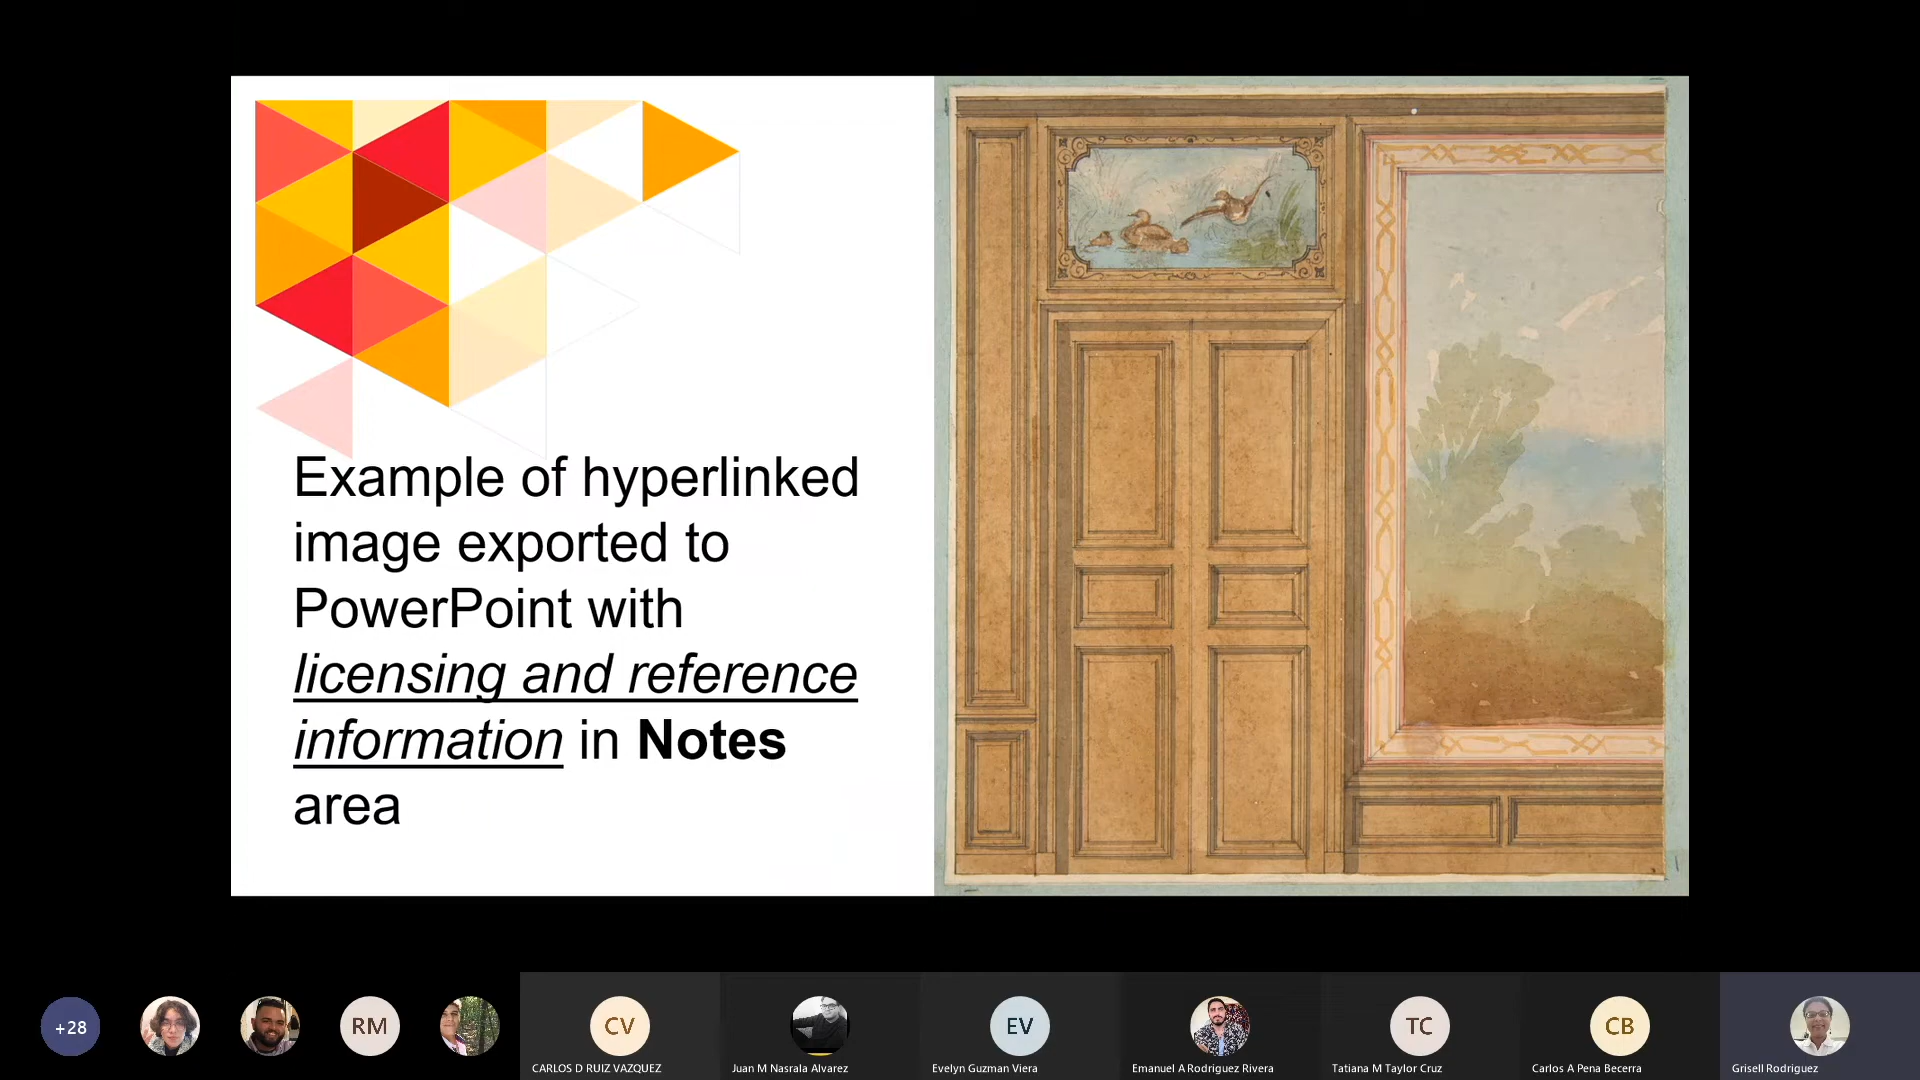 Example of hyperlinked
image exported to
PowerPoint with
licensing and reference
information in Notes
area
+28
RM
CV
EV
TC
CB
CARLOS D RUIZ VAZQUEZ
Juan M Nasrala Alvarez
Evelyn Guzman Viera
Emanuel A Rodriguez Rivera
Tatiana M Taylor Cruz
Carlos A Pena Becerra
Grisell Rodriguez